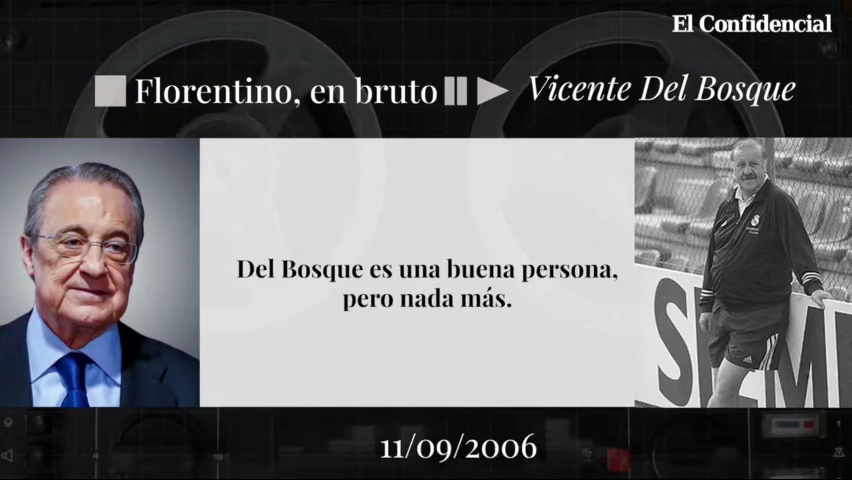 El Confidencial
Florentino, en bruto
Vicente Del Bosque
Del Bosque es una buena persona,
pero nada más.
11/09/2006